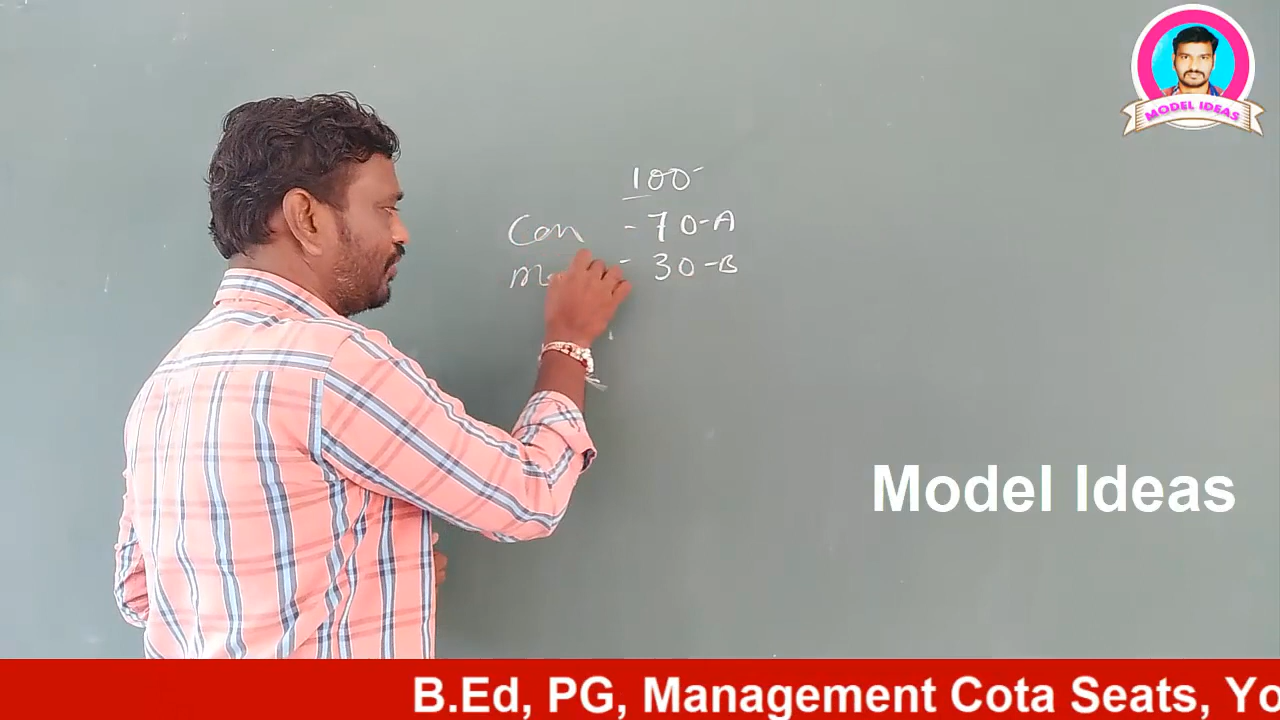 MODEL IDEAS
100
Con - 70-A
- 30-B
Model Ideas
B.Ed, PG, Management Cota Seats, Yo